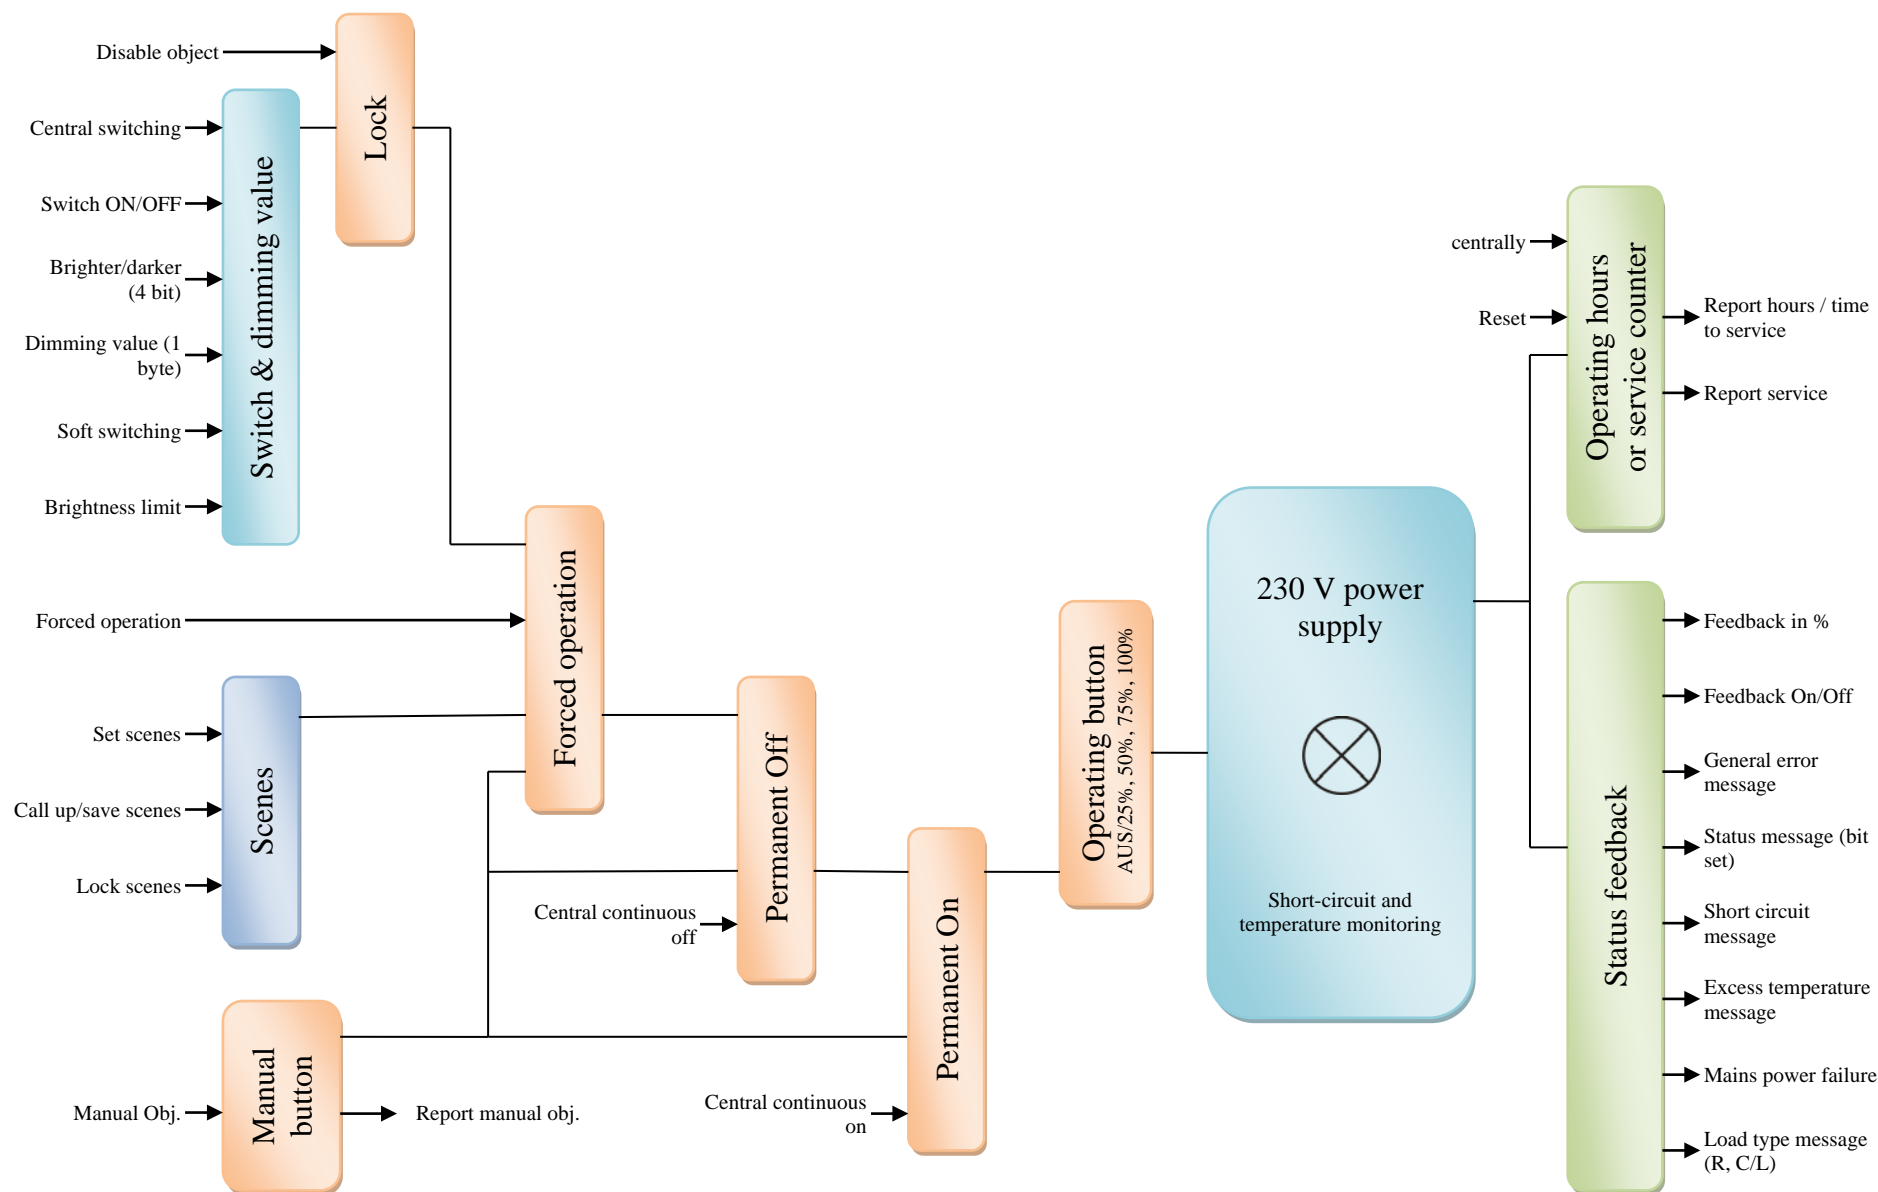 Disable object
Lock
Central switching
Switch ON/OFF
Brighter/darker
(4 bit)
Dimming value (1
byte)
Soft switching
Brightness limit
Switch & dimming value
Forced operation
Forced operation
Set scenes
Call up/save scenes
Lock scenes
Scenes
Manual Obj.
Manual
button
Report manual obj.
Permanent Off
Central continuous
off
Permanent On
Central continuous
on
Operating button
AUS/25%, 50%, 75%, 100%
230 V power
supply
Short-circuit and
temperature monitoring
centrally
Reset
Operating hours
or service counter
Report hours / time
to service
Report service
Status feedback
Feedback in %
Feedback On/Off
General error
message
Status message (bit
set)
Short circuit
message
Excess temperature
message
Mains power failure
Load type message
(R, C/L)